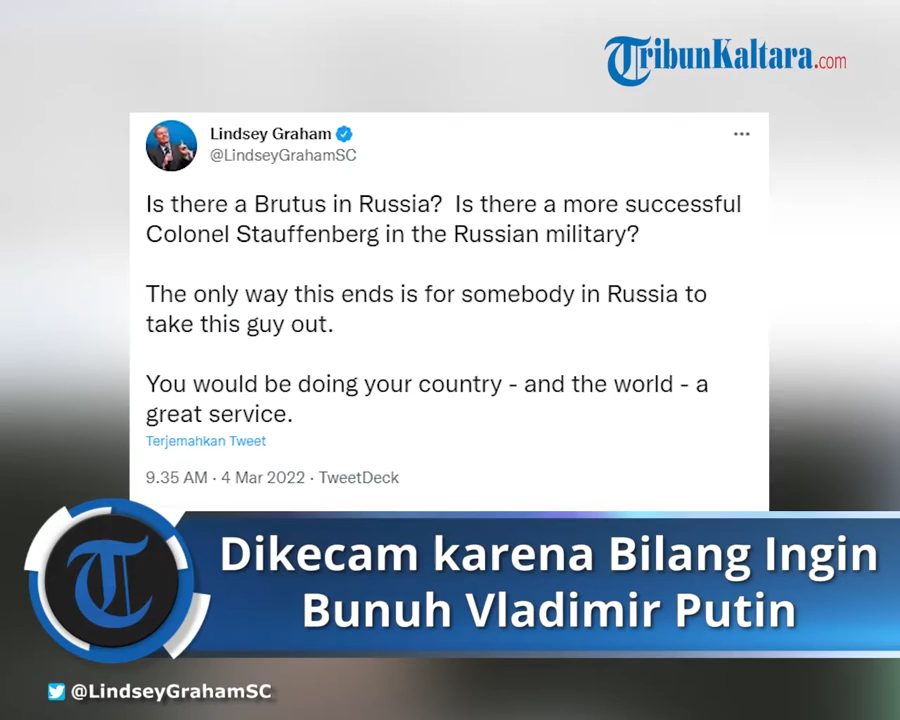 TribunKaltara.com
Lindsey Graham
@LindseyGrahamSC
Is there a Brutus in Russia? Is there a more successful
Colonel Stauffenberg in the Russian military?
The only way this ends is for somebody in Russia to
take this guy out.
You would be doing your country - and the world - a
great service.
Terjemahkan Tweet
9.35 AM · 4 Mar 2022 · TweetDeck
Dikecam karena Bilang Ingin
Bunuh Vladimir Putin
T
@LindseyGrahamSC